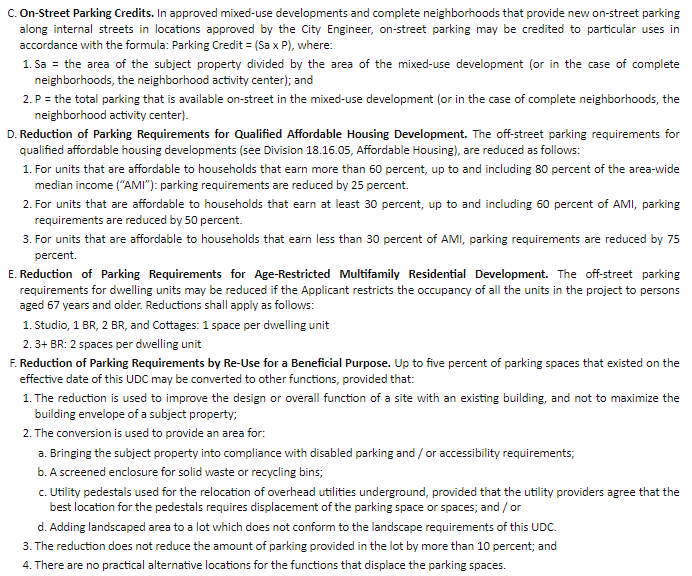 C. On-Street Parking Credits. In approved mixed-use developments and complete neighborhoods that provide new on-street parking
along internal streets in locations approved by the City Engineer, on-street parking may be credited to particular uses in
accordance with the formula: Parking Credit = (Sa x P), where:
1. Sa = the area of the subject property divided by the area of the mixed-use development (or in the case of complete
neighborhoods, the neighborhood activity center); and
2. P = the total parking that is available on-street in the mixed-use development (or in the case of complete neighborhoods, the
neighborhood activity center).
D. Reduction of Parking Requirements for Qualified Affordable Housing Development. The off-street parking requirements for
qualified affordable housing developments (see Division 18.16.05, Affordable Housing), are reduced as follows:
1. For units that are affordable to households that earn more than 60 percent, up to and including 80 percent of the area-wide
median income ("AMI"): parking requirements are reduced by 25 percent.
2. For units that are affordable to households that earn at least 30 percent, up to and including 60 percent of AMI, parking
requirements are reduced by 50 percent.
3. For units that are affordable to households that earn less than 30 percent of AMI, parking requirements are reduced by 75
percent.
E. Reduction of Parking Requirements for Age-Restricted Multifamily Residential Development. The off-street parking
requirements for dwelling units may be reduced if the Applicant restricts the occupancy of all the units in the project to persons
aged 67 years and older. Reductions shall apply as follows:
1. Studio, 1 BR, 2 BR, and Cottages: 1 space per dwelling unit
2. 3+ BR: 2 spaces per dwelling unit
F. Reduction of Parking Requirements by Re-Use for a Beneficial Purpose. Up to five percent of parking spaces that existed on the
effective date of this UDC may be converted to other functions, provided that:
1. The reduction is used to improve the design or overall function of a site with an existing building, and not to maximize the
building envelope of a subject property;
2. The conversion is used to provide an area for:
a. Bringing the subject property into compliance with disabled parking and / or accessibility requirements;
b. A screened enclosure for solid waste or recycling bins;
c. Utility pedestals used for the relocation of overhead utilities underground, provided that the utility providers agree that the
best location for the pedestals requires displacement of the parking space or spaces; and / or
d. Adding landscaped area to a lot which does not conform to the landscape requirements of this UDC.
3. The reduction does not reduce the amount of parking provided in the lot by more than 10 percent; and
4. There are no practical alternative locations for the functions that displace the parking spaces.